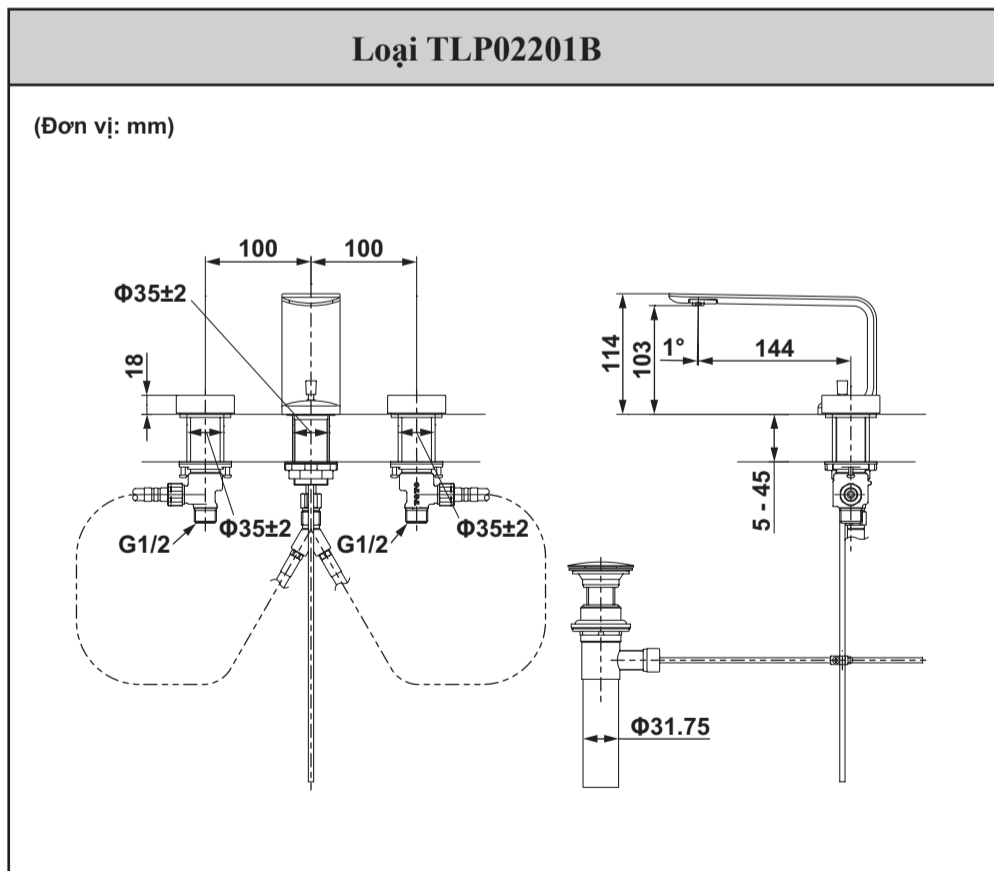 Loại TLP02201B
(Đơn vị: mm)
100 100
Φ35±2
18
Φ35±2
Φ35±2
G1/2
G1/2
114
103
1°
144
5 - 45
Φ31.75